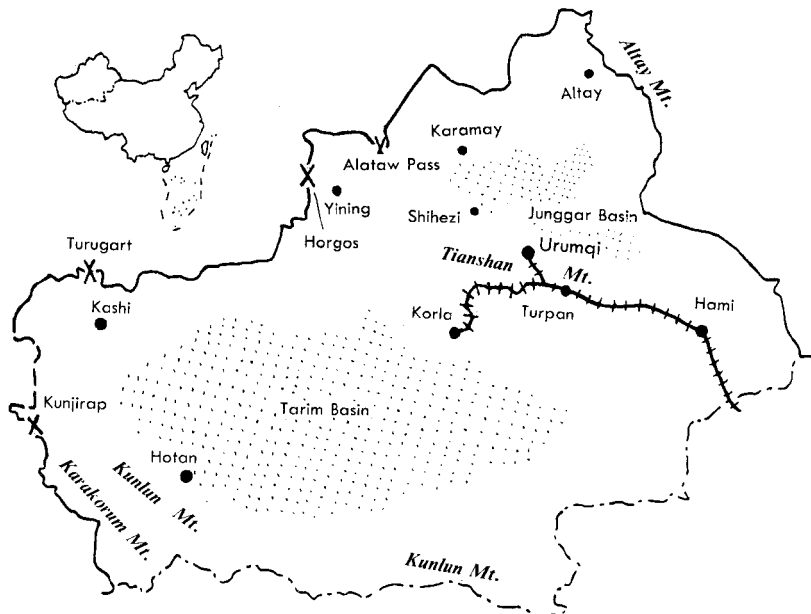 Altay Mt.
Altay
Karamay
Alataw Pass
Yining
Shihezi
Junggar Basin
Horgos
Turugart
Urumqi
Tianshan Mt.
Kashi
Korla
Turpan
Hami
Kunjirap
Tarim Basin
Hotan
Kunlun Mt.
Karakorum Mt.
Kunlun Mt.